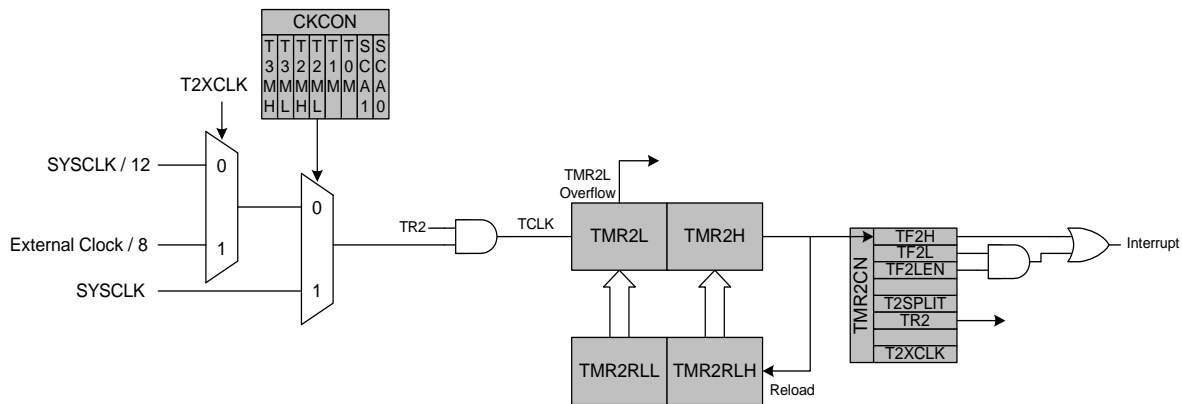 CKCON
T3MH
T3ML
T2MH
T2ML
T1M
T0M
SCA1
SCA0
T2XCLK
SYSCLK / 12
0
External Clock / 8
1
SYSCLK
0
1
TR2
TCLK
TMR2L
Overflow
TMR2L
TMR2H
TMR2RLL
TMR2RLH
Reload
TMR2CN
TF2H
TF2L
TF2LEN
T2SPLIT
TR2
T2XCLK
Interrupt